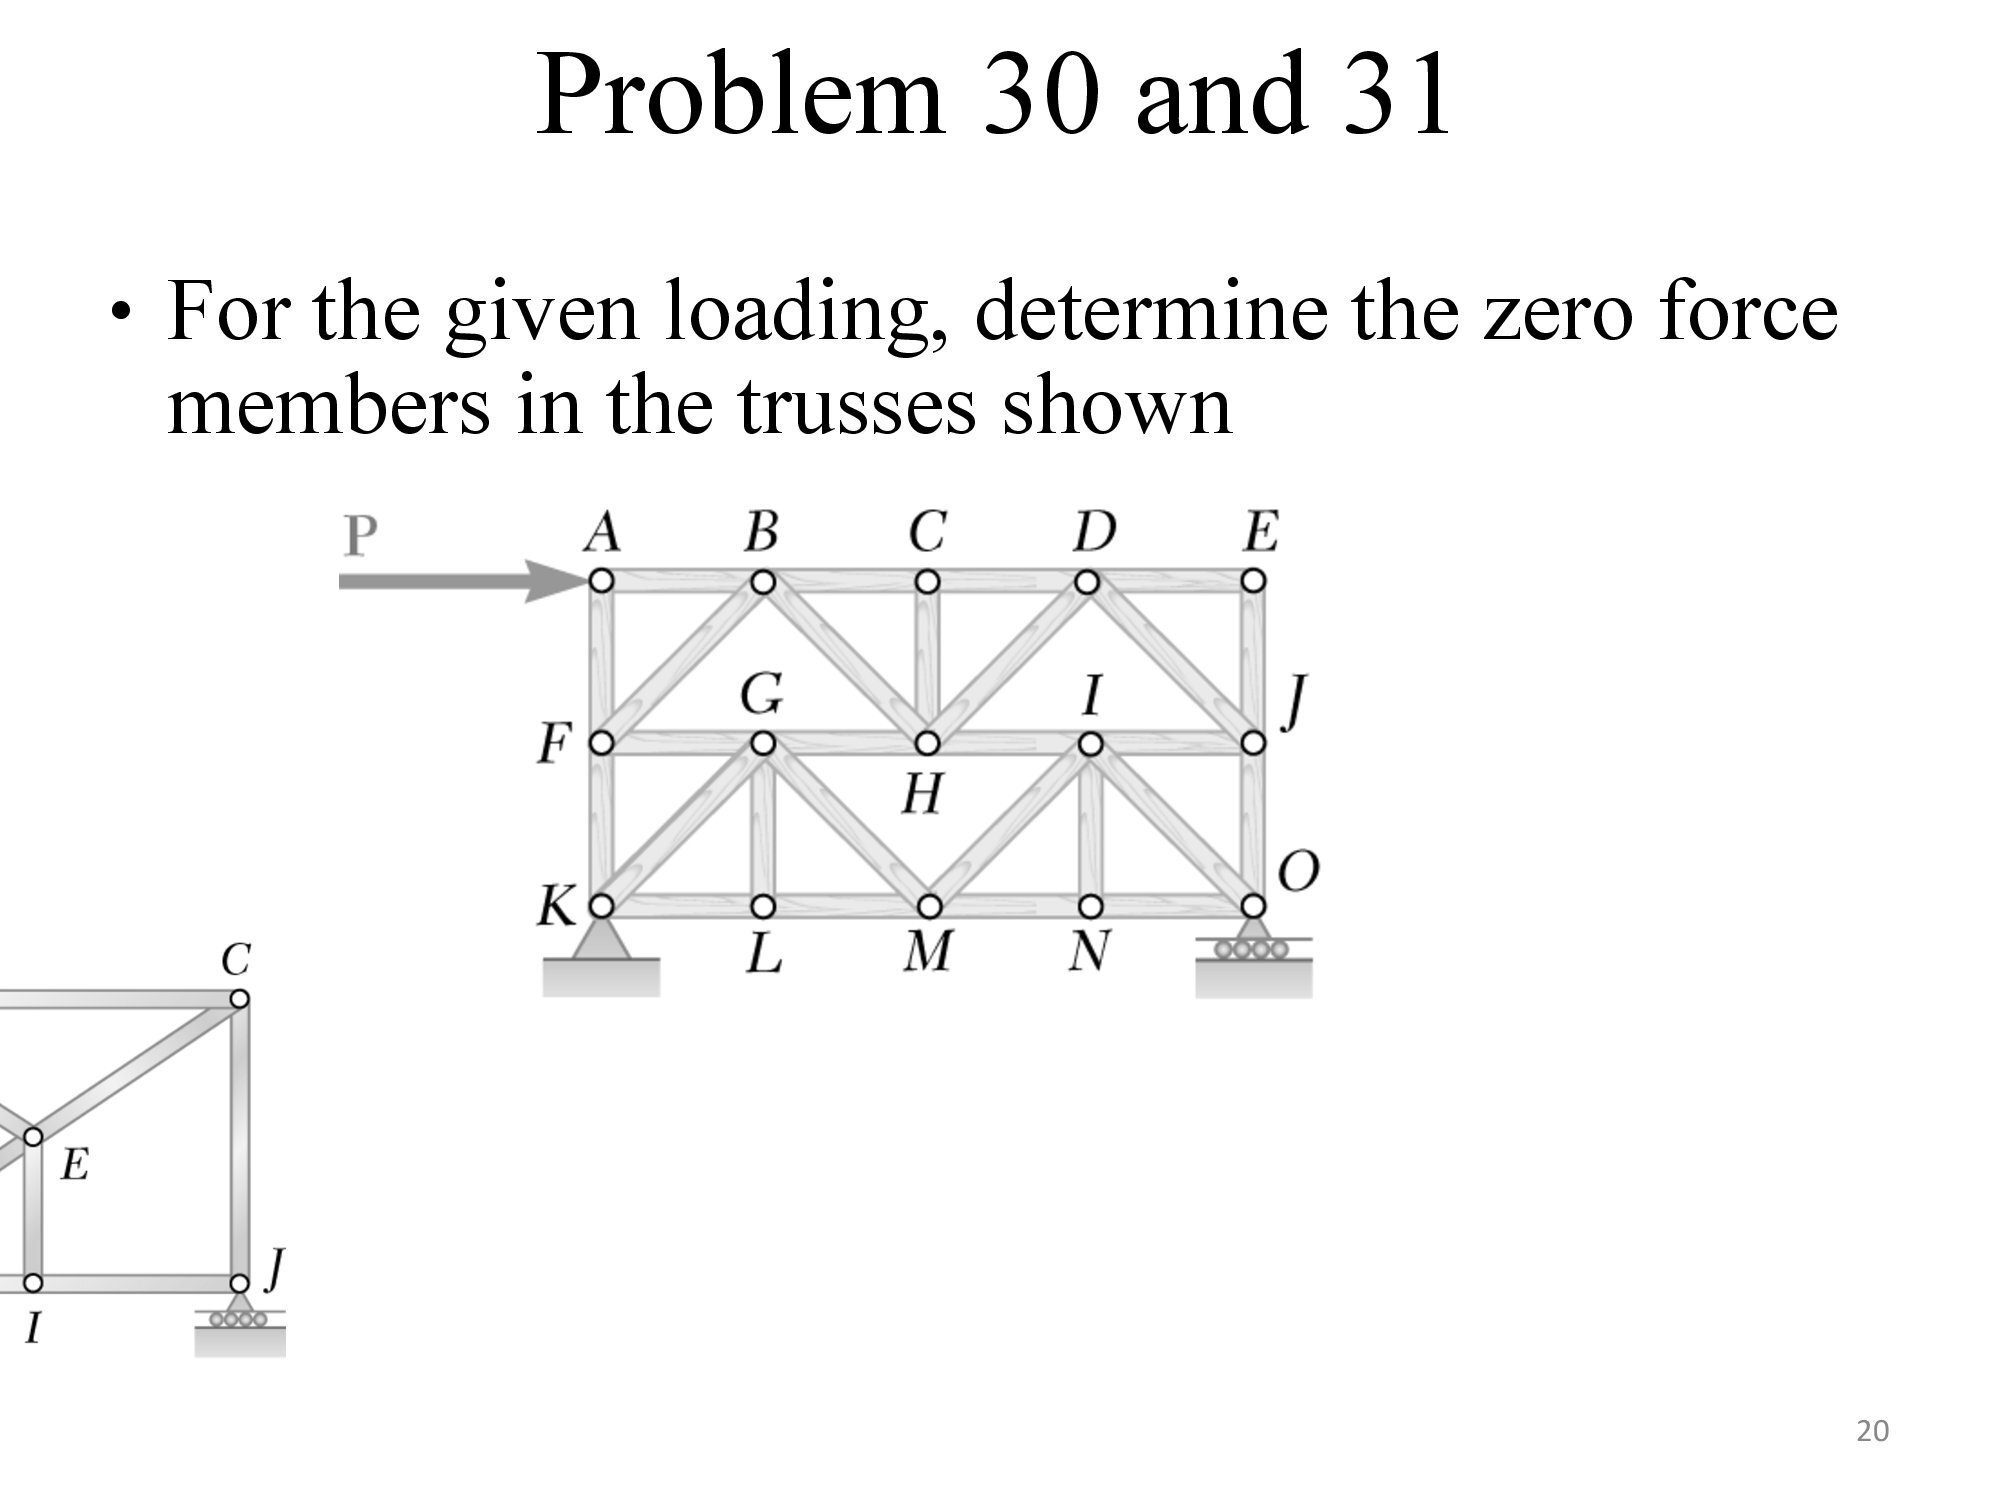 Problem 30 and 31
• For the given loading, determine the zero force
members in the trusses shown
P
A B C D E
F G H I J
K L M N O
C
E
I J
20